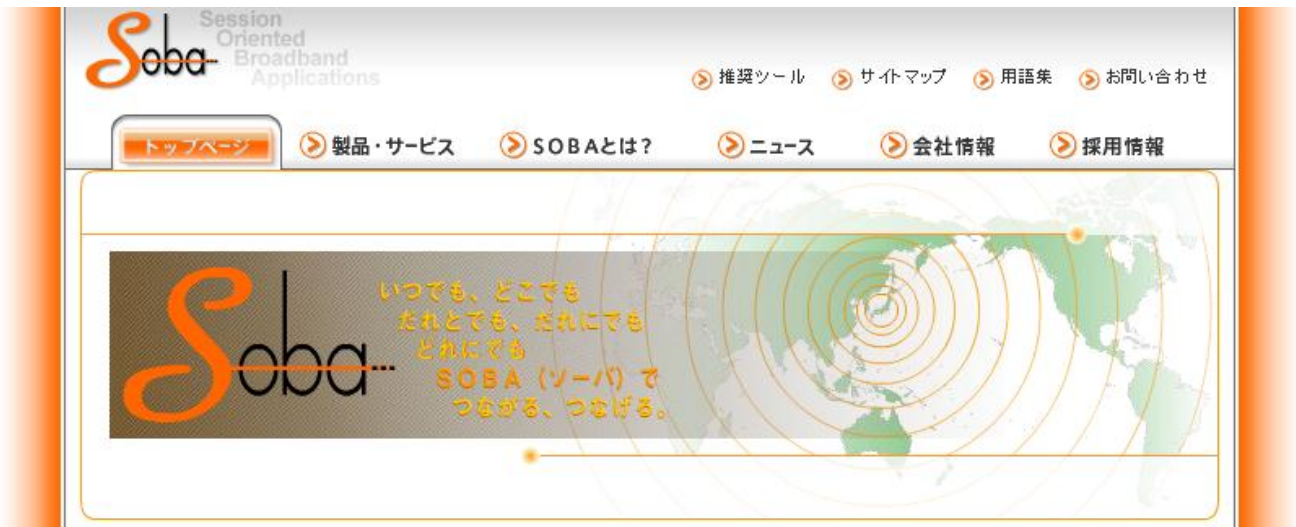 Soba
Session
Oriented
Broadband
Applications
推奨ツール サイトマップ 用語集 お問い合わせ
トップページ 製品・サービス SOBAとは? ニュース 会社情報 採用情報
Soba
いつでも、どこでも
だれとでも、だれにでも
どれにでも
SOBA（ソーバ）で
つながる、つなげる。